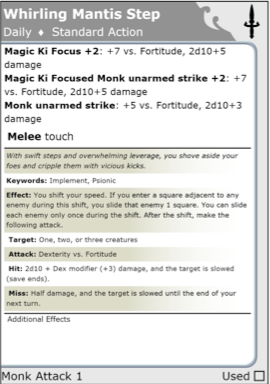 Whirling Mantis Step
Daily ♦ Standard Action
Magic Ki Focus +2: +7 vs. Fortitude, 2d10+5
damage
Magic Ki Focused Monk unarmed strike +2: +7
vs. Fortitude, 2d10+5 damage
Monk unarmed strike: +5 vs. Fortitude, 2d10+3
damage
Melee touch
With swift steps and overwhelming leverage, you shove aside your
foes and cripple them with vicious kicks.
Keywords: Implement, Psionic
Effect: You shift your speed. If you enter a square adjacent to any
enemy during this shift, you slide that enemy 1 square. You can slide
each enemy only once during the shift. After the shift, make the
following attack.
Target: One, two, or three creatures
Attack: Dexterity vs. Fortitude
Hit: 2d10 + Dex modifier (+3) damage, and the target is slowed
(save ends).
Miss: Half damage, and the target is slowed until the end of your
next turn.
Additional Effects
Monk Attack 1 Used